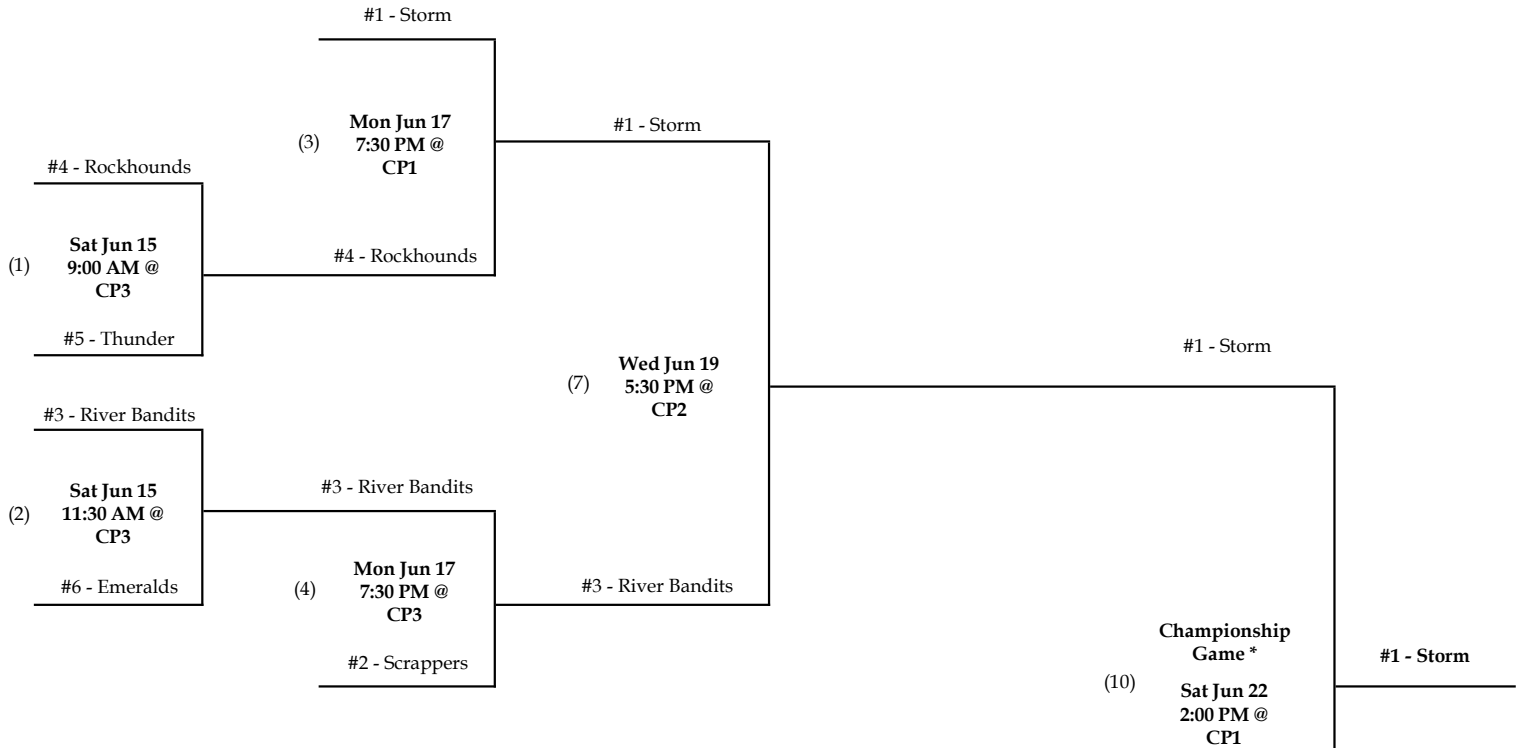 #1 - Storm
(3)
Mon Jun 17
7:30 PM @
CP1
#1 - Storm
#4 - Rockhounds
(1)
Sat Jun 15
9:00 AM @
CP3
#4 - Rockhounds
#5 - Thunder
#1 - Storm
(7)
Wed Jun 19
5:30 PM @
CP2
#3 - River Bandits
(2)
Sat Jun 15
11:30 AM @
CP3
#3 - River Bandits
#6 - Emeralds
(4)
Mon Jun 17
7:30 PM @
CP3
#3 - River Bandits
#2 - Scrappers
Championship
Game *
(10)
Sat Jun 22
2:00 PM @
CP1
#1 - Storm